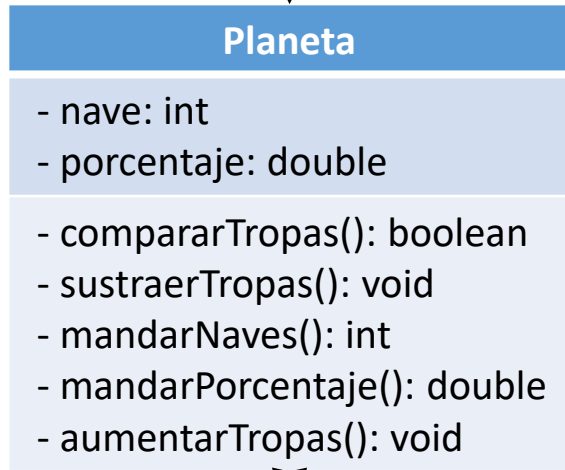 Planeta
- nave: int
- porcentaje: double
- compararTropas(): boolean
- sustraerTropas(): void
- mandarNaves(): int
- mandarPorcentaje(): double
- aumentarTropas(): void